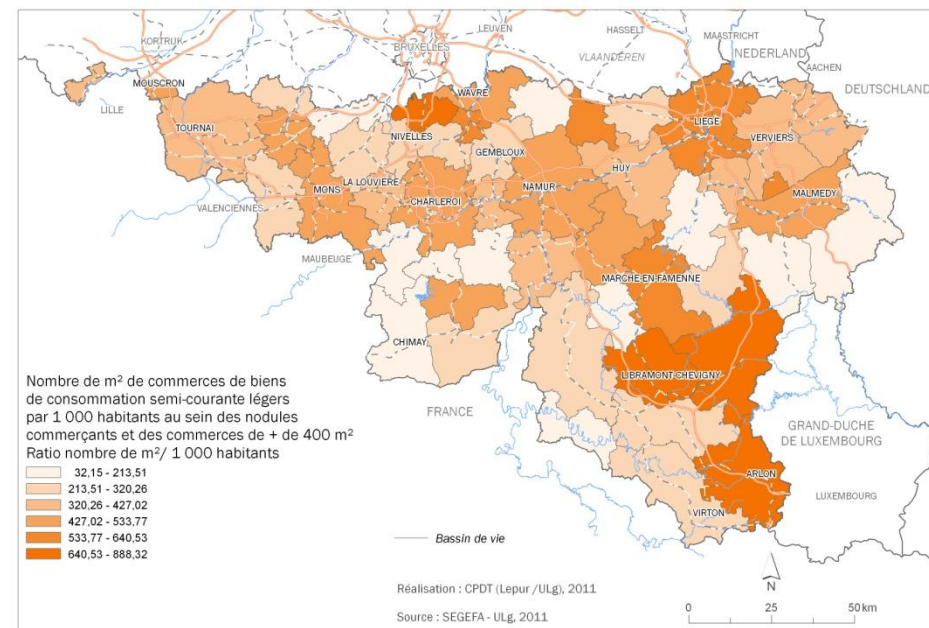 KORTRIJK
BRUXELLES
LEUVEN
HASSELT
MAASTRICHT
NEDERLAND
VLAANDEREN
AACHEN
DEUTSCHLAND
MOUSCRON
LILLE
WAVRE
TOURNAI
NIVELLES
LIEGE
VERVIERS
GEMBLOUX
HUY
LA LOUVIERE
MONS
NAMUR
CHARLEROI
MALMEDY
VALENCIENNES
MAUBEUGE
MARCHE-EN-FAMENNE
CHIMAY
LIBRAMONT-CHEVIGNY
FRANCE
GRAND-DUCHE
DE LUXEMBOURG
ARLON
LUXEMBOURG
VIRTON
Nombre de m² de commerces de biens
de consommation semi-courante légers
par 1 000 habitants au sein des nodules
commerçants et des commerces de + de 400 m²
Ratio nombre de m²/ 1 000 habitants
32,15 - 213,51
213,51 - 320,26
320,26 - 427,02
427,02 - 533,77
533,77 - 640,53
640,53 - 888,32
Bassin de vie
Réalisation : CPDT (Lepur /ULg), 2011
Source : SEGEFA - ULg, 2011
N
0 25 50 km